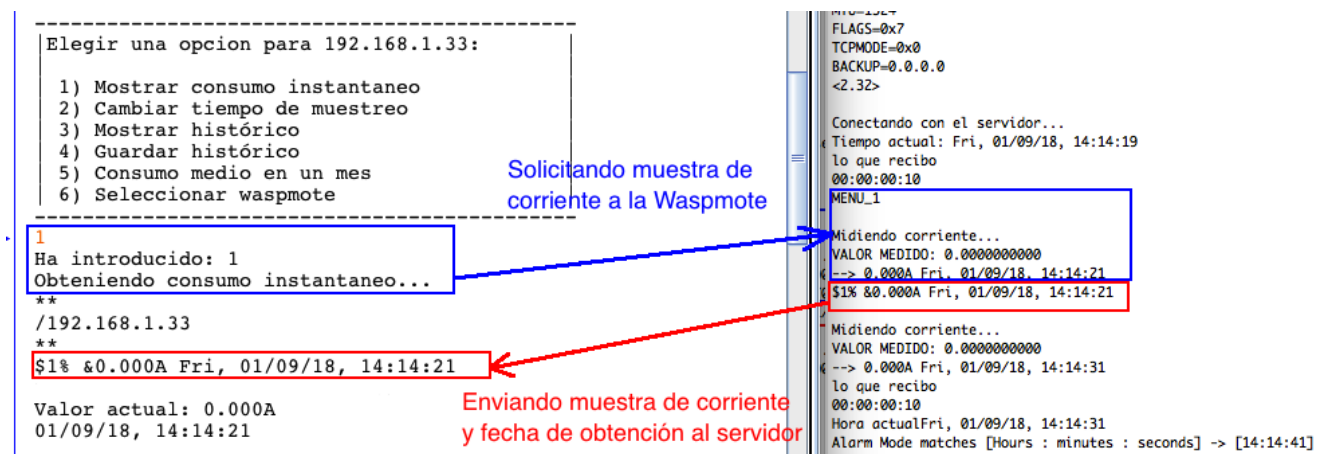 Elegir una opcion para 192.168.1.33:
1) Mostrar consumo instantaneo
2) Cambiar tiempo de muestreo
3) Mostrar histórico
4) Guardar histórico
5) Consumo medio en un mes
6) Seleccionar waspmote
1
Ha introducido: 1
Obteniendo consumo instantaneo...
**
/192.168.1.33
**
$1% &0.000A Fri, 01/09/18, 14:14:21
Valor actual: 0.000A
01/09/18, 14:14:21
Solicitando muestra de
corriente a la Waspmote
Enviando muestra de corriente
y fecha de obtención al servidor
MTU=1524
FLAGS=0x7
TCPMODE=0x0
BACKUP=0.0.0.0
<2.32>
Conectando con el servidor...
Tiempo actual: Fri, 01/09/18, 14:14:19
lo que recibo
00:00:00:10
MENU_1
Midiendo corriente...
VALOR MEDIDO: 0.0000000000
--> 0.000A Fri, 01/09/18, 14:14:21
$1% &0.000A Fri, 01/09/18, 14:14:21
Midiendo corriente...
VALOR MEDIDO: 0.0000000000
--> 0.000A Fri, 01/09/18, 14:14:31
lo que recibo
00:00:00:10
Hora actualFri, 01/09/18, 14:14:31
Alarm Mode matches [Hours : minutes : seconds] -> [14:14:41]